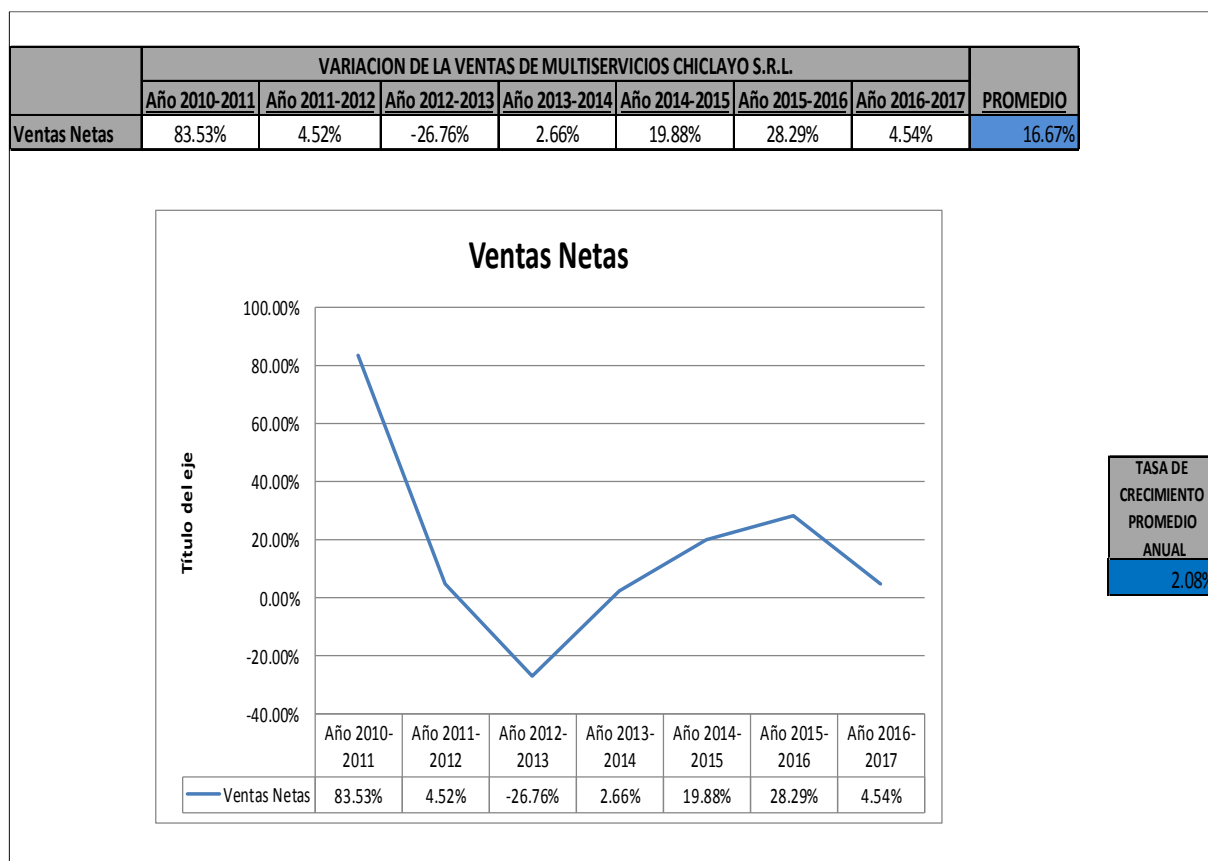 VARIACION DE LA VENTAS DE MULTISERVICIOS CHICLAYO S.R.L.
Año 2010-2011 Año 2011-2012 Año 2012-2013 Año 2013-2014 Año 2014-2015 Año 2015-2016 Año 2016-2017 PROMEDIO
Ventas Netas 83.53% 4.52% -26.76% 2.66% 19.88% 28.29% 4.54% 16.67%
Ventas Netas
Título del eje
100.00%
80.00%
60.00%
40.00%
20.00%
0.00%
-20.00%
-40.00%
Año 2010- Año 2011- Año 2012- Año 2013- Año 2014- Año 2015- Año 2016-
2011 2012 2013 2014 2015 2016 2017
Ventas Netas 83.53% 4.52% -26.76% 2.66% 19.88% 28.29% 4.54%
TASA DE
CRECIMIENTO
PROMEDIO
ANUAL
2.08%